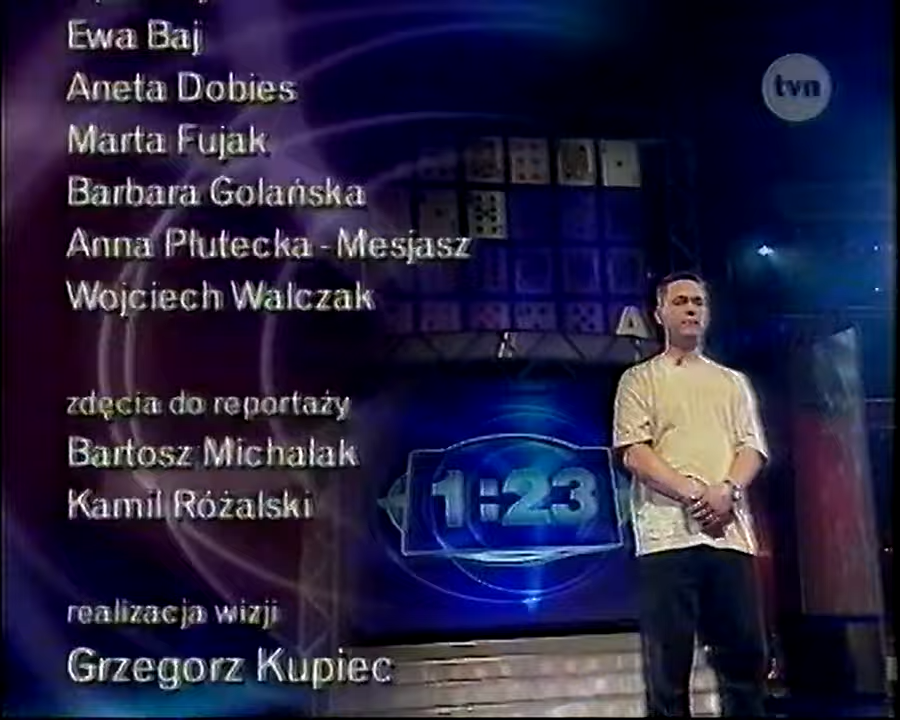 Ewa Baj
Aneta Dobies
Marta Fujak
Barbara Golańska
Anna Płutecka - Mesjasz
Wojciech Walczak
zdęcia do reportaży
Bartosz Michalak
Kamil Różalski
realizacja wizji
Grzegorz Kupiec
tvn
A
1:23